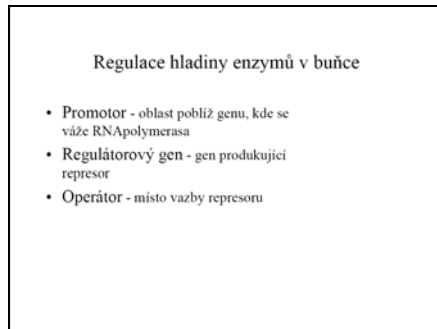 Regulace hladiny enzymů v buňce
• Promotor - oblast poblíž genu, kde se
váže RNApolymerasa
• Regulátorový gen - gen produkující
represor
• Operátor - místo vazby represoru